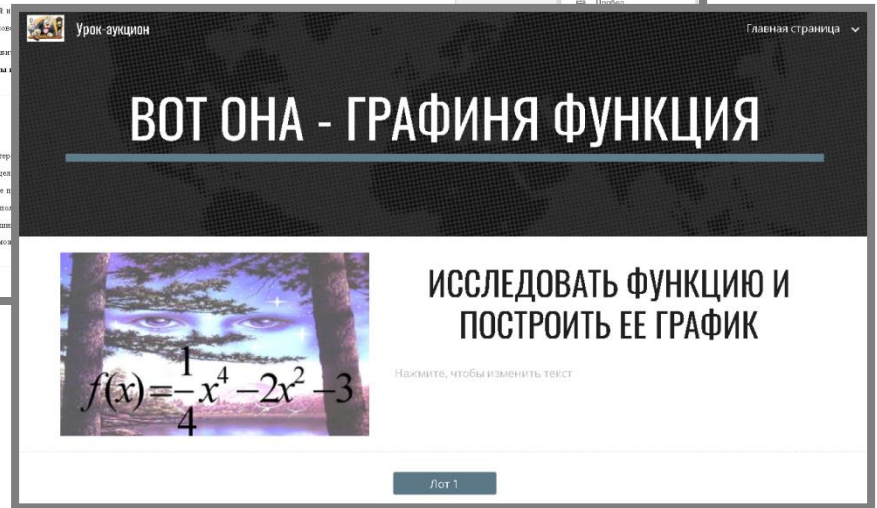 Пробел
Урок-аукцион
Главная страница
ВОТ ОНА - ГРАФИНЯ ФУНКЦИЯ
ИССЛЕДОВАТЬ ФУНКЦИЮ И
ПОСТРОИТЬ ЕЕ ГРАФИК
Нажмите, чтобы изменить текст
f(x)=1/4x⁴−2x²−3
Лот 1